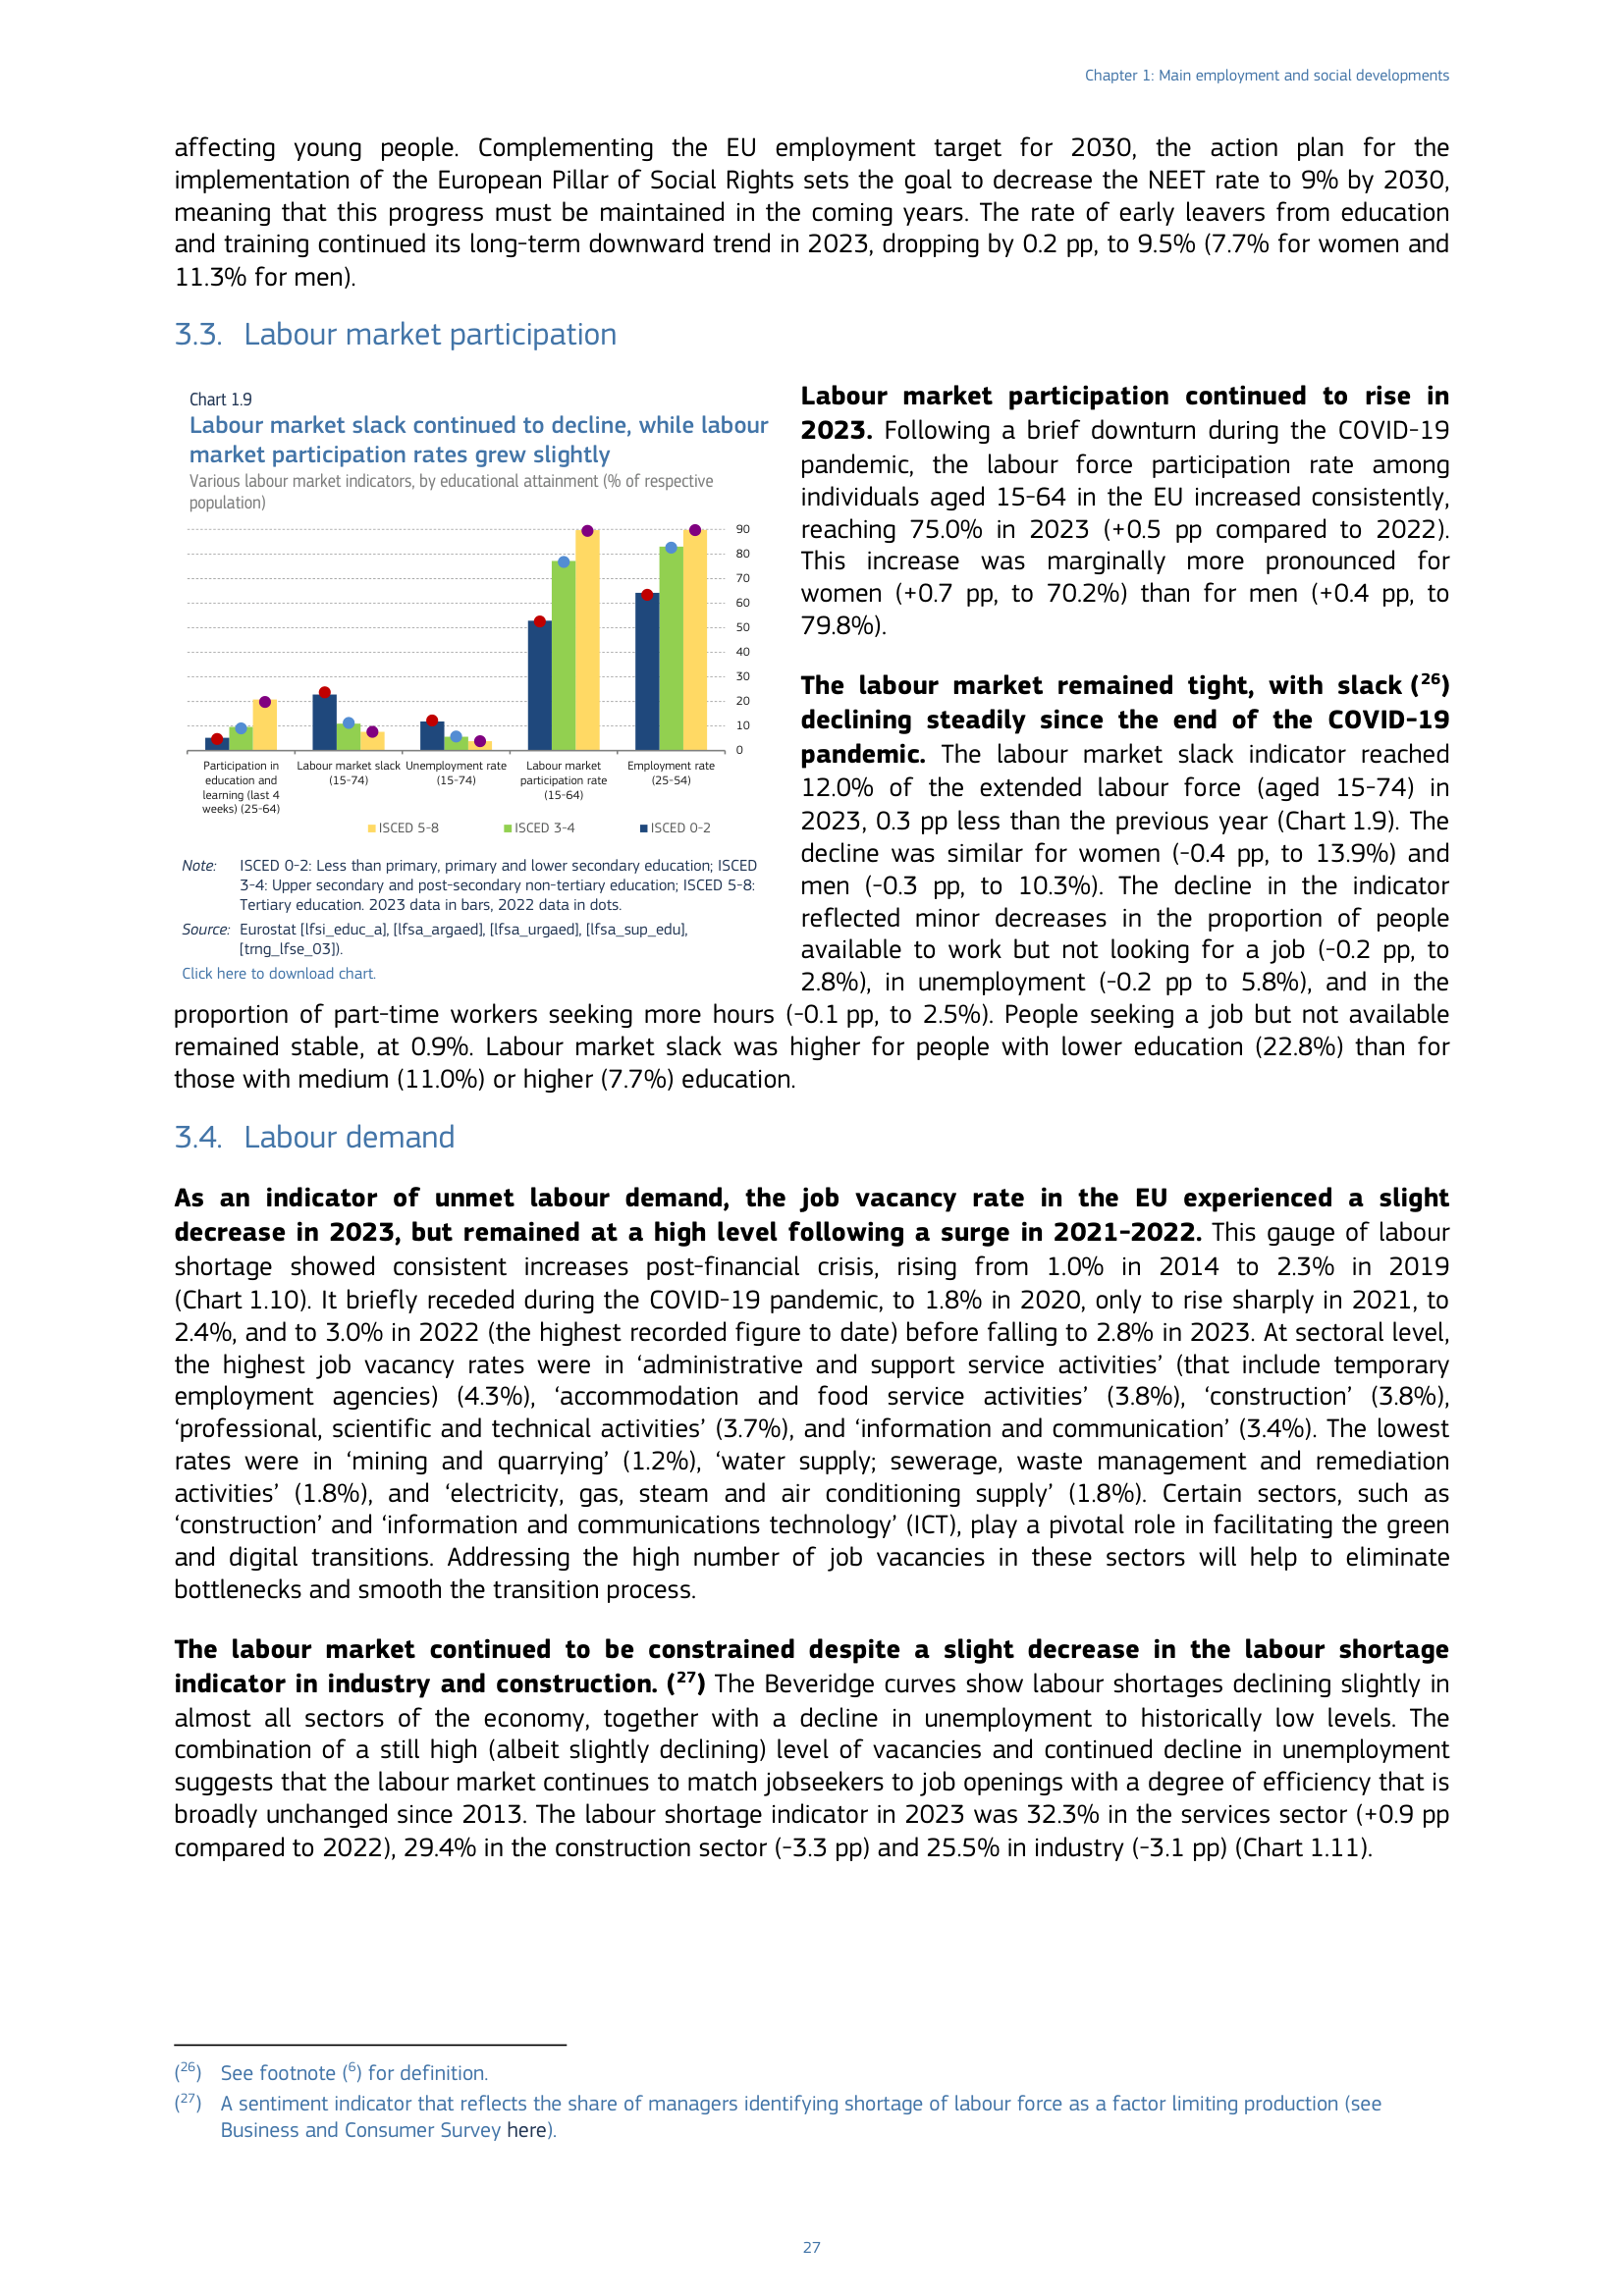 Chapter 1: Main employment and social developments
affecting young people. Complementing the EU employment target for 2030, the action plan for the
implementation of the European Pillar of Social Rights sets the goal to decrease the NEET rate to 9% by 2030,
meaning that this progress must be maintained in the coming years. The rate of early leavers from education
and training continued its long-term downward trend in 2023, dropping by 0.2 pp, to 9.5% (7.7% for women and
11.3% for men).
3.3. Labour market participation
Chart 1.9
Labour market slack continued to decline, while labour
market participation rates grew slightly
Various labour market indicators, by educational attainment (% of respective
population)
90
80
70
60
50
40
30
20
10
0
Participation in
education and
learning (last 4
weeks) (25-64)
Labour market slack
(15-74)
Unemployment rate
(15-74)
Labour market
participation rate
(15-64)
Employment rate
(25-54)
ISCED 5-8
ISCED 3-4
ISCED 0-2
Note: ISCED 0-2: Less than primary, primary and lower secondary education; ISCED
3-4: Upper secondary and post-secondary non-tertiary education; ISCED 5-8:
Tertiary education. 2023 data in bars, 2022 data in dots.
Source: Eurostat [lfsi_educ_a], [lfsa_argaed], [lfsa_urgaed], [lfsa_sup_edu],
[trng_lfse_03]).
Click here to download chart.
Labour market participation continued to rise in
2023. Following a brief downturn during the COVID-19
pandemic, the labour force participation rate among
individuals aged 15-64 in the EU increased consistently,
reaching 75.0% in 2023 (+0.5 pp compared to 2022).
This increase was marginally more pronounced for
women (+0.7 pp, to 70.2%) than for men (+0.4 pp, to
79.8%).
The labour market remained tight, with slack (26)
declining steadily since the end of the COVID-19
pandemic. The labour market slack indicator reached
12.0% of the extended labour force (aged 15-74) in
2023, 0.3 pp less than the previous year (Chart 1.9). The
decline was similar for women (-0.4 pp, to 13.9%) and
men (-0.3 pp, to 10.3%). The decline in the indicator
reflected minor decreases in the proportion of people
available to work but not looking for a job (-0.2 pp, to
2.8%), in unemployment (-0.2 pp to 5.8%), and in the
proportion of part-time workers seeking more hours (-0.1 pp, to 2.5%). People seeking a job but not available
remained stable, at 0.9%. Labour market slack was higher for people with lower education (22.8%) than for
those with medium (11.0%) or higher (7.7%) education.
3.4. Labour demand
As an indicator of unmet labour demand, the job vacancy rate in the EU experienced a slight
decrease in 2023, but remained at a high level following a surge in 2021-2022. This gauge of labour
shortage showed consistent increases post-financial crisis, rising from 1.0% in 2014 to 2.3% in 2019
(Chart 1.10). It briefly receded during the COVID-19 pandemic, to 1.8% in 2020, only to rise sharply in 2021, to
2.4%, and to 3.0% in 2022 (the highest recorded figure to date) before falling to 2.8% in 2023. At sectoral level,
the highest job vacancy rates were in ‘administrative and support service activities’ (that include temporary
employment agencies) (4.3%), ‘accommodation and food service activities’ (3.8%), ‘construction’ (3.8%),
‘professional, scientific and technical activities’ (3.7%), and ‘information and communication’ (3.4%). The lowest
rates were in ‘mining and quarrying’ (1.2%), ‘water supply; sewerage, waste management and remediation
activities’ (1.8%), and ‘electricity, gas, steam and air conditioning supply’ (1.8%). Certain sectors, such as
‘construction’ and ‘information and communications technology’ (ICT), play a pivotal role in facilitating the green
and digital transitions. Addressing the high number of job vacancies in these sectors will help to eliminate
bottlenecks and smooth the transition process.
The labour market continued to be constrained despite a slight decrease in the labour shortage
indicator in industry and construction. (27) The Beveridge curves show labour shortages declining slightly in
almost all sectors of the economy, together with a decline in unemployment to historically low levels. The
combination of a still high (albeit slightly declining) level of vacancies and continued decline in unemployment
suggests that the labour market continues to match jobseekers to job openings with a degree of efficiency that is
broadly unchanged since 2013. The labour shortage indicator in 2023 was 32.3% in the services sector (+0.9 pp
compared to 2022), 29.4% in the construction sector (-3.3 pp) and 25.5% in industry (-3.1 pp) (Chart 1.11).
(26) See footnote (6) for definition.
(27) A sentiment indicator that reflects the share of managers identifying shortage of labour force as a factor limiting production (see
Business and Consumer Survey here).
27